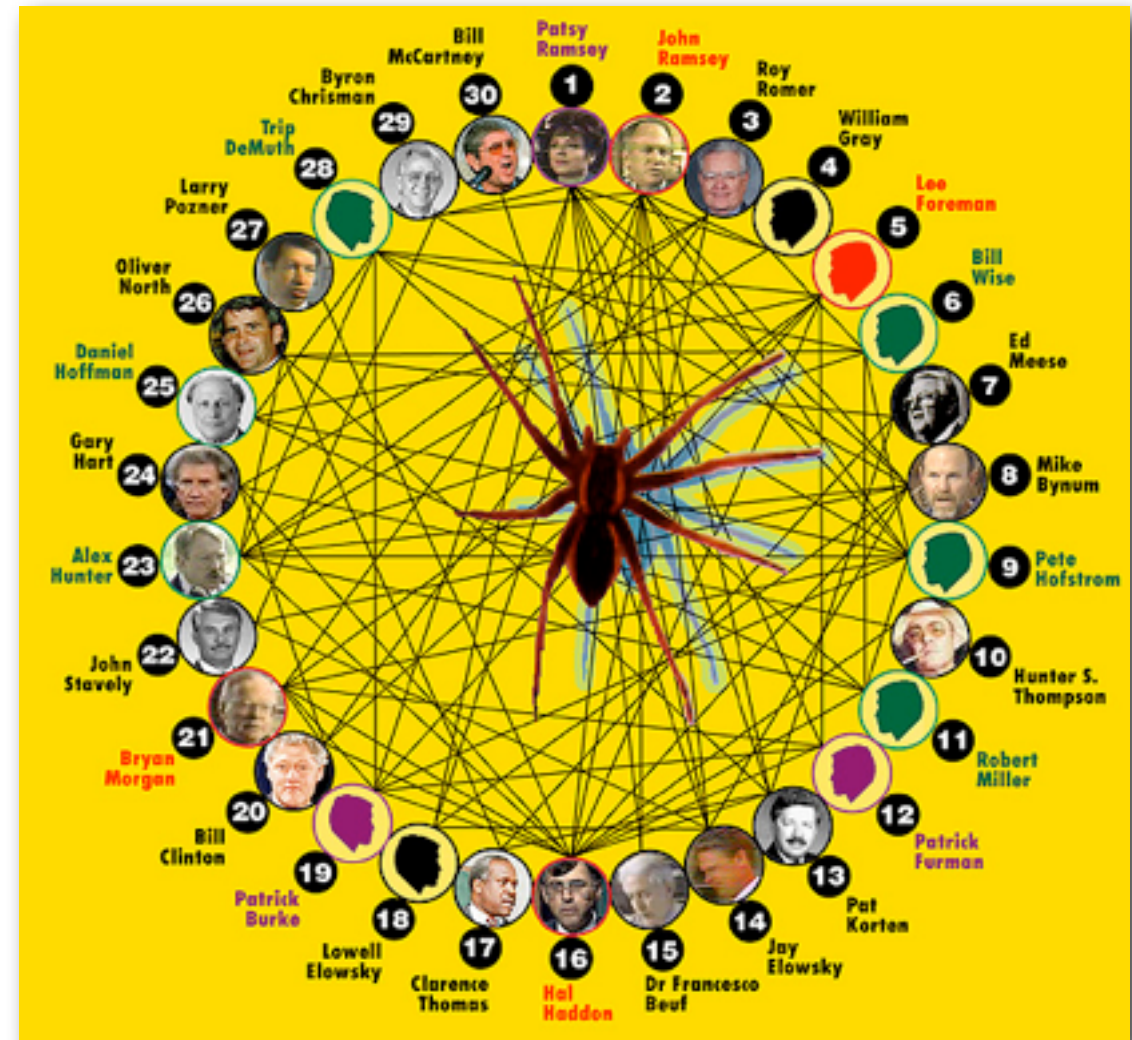 1
Patsy
Ramsey
2
John
Ramsey
3
Roy
Romer
4
William
Gray
5
Lee
Foreman
6
Bill
Wise
7
Ed
Meese
8
Mike
Bynum
9
Pete
Hofstrom
10
Hunter S.
Thompson
11
Robert
Miller
12
Patrick
Furman
13
Pat
Korten
14
Jay
Elowsky
15
Dr Francesco
Beuf
16
Hal
Haddon
17
Clarence
Thomas
18
Lowell
Elowsky
19
Patrick
Burke
20
Bill
Clinton
21
Bryan
Morgan
22
John
Stavely
23
Alex
Hunter
24
Gary
Hart
25
Daniel
Hoffman
26
Oliver
North
27
Larry
Pozner
28
Trip
DeMuth
29
Byron
Chrisman
30
Bill
McCartney